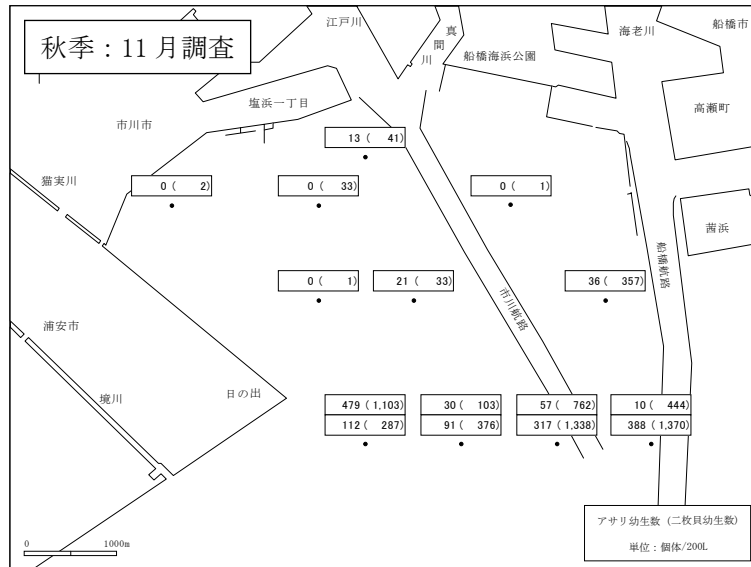 秋季：11月調査
江戸川
真間川
船橋海浜公園
海老川
船橋市
高瀬町
塩浜一丁目
市川市
猫実川
13 ( 41)
0 ( 2)
0 ( 33)
0 ( 1)
茜浜
船橋航路
0 ( 1)
21 ( 33)
36 ( 357)
市川航路
浦安市
境川
日の出
479 ( 1,103)
30 ( 103)
57 ( 762)
10 ( 444)
112 ( 287)
91 ( 376)
317 ( 1,338)
388 ( 1,370)
アサリ幼生数（二枚貝幼生数）
単位：個体/200L
0 1000m